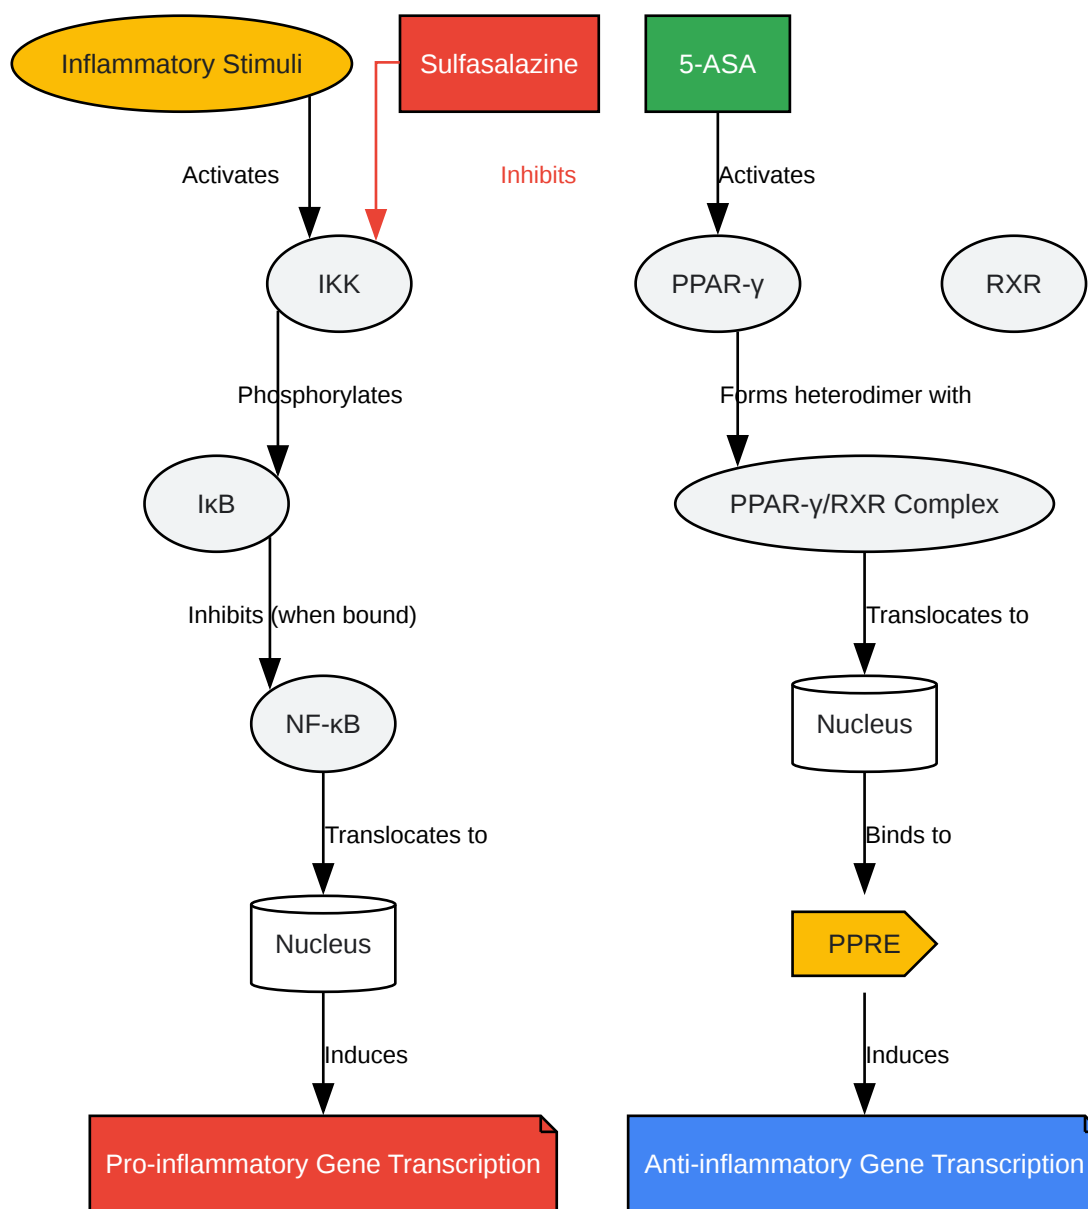 Inflammatory Stimuli
Sulfasalazine
5-ASA
Activates
Inhibits
Activates
IKK
PPAR-γ
RXR
Phosphorylates
Forms heterodimer with
IκB
PPAR-γ/RXR Complex
Inhibits (when bound)
Translocates to
NF-κB
Nucleus
Translocates to
Binds to
Nucleus
PPRE
Induces
Induces
Pro-inflammatory Gene Transcription
Anti-inflammatory Gene Transcription